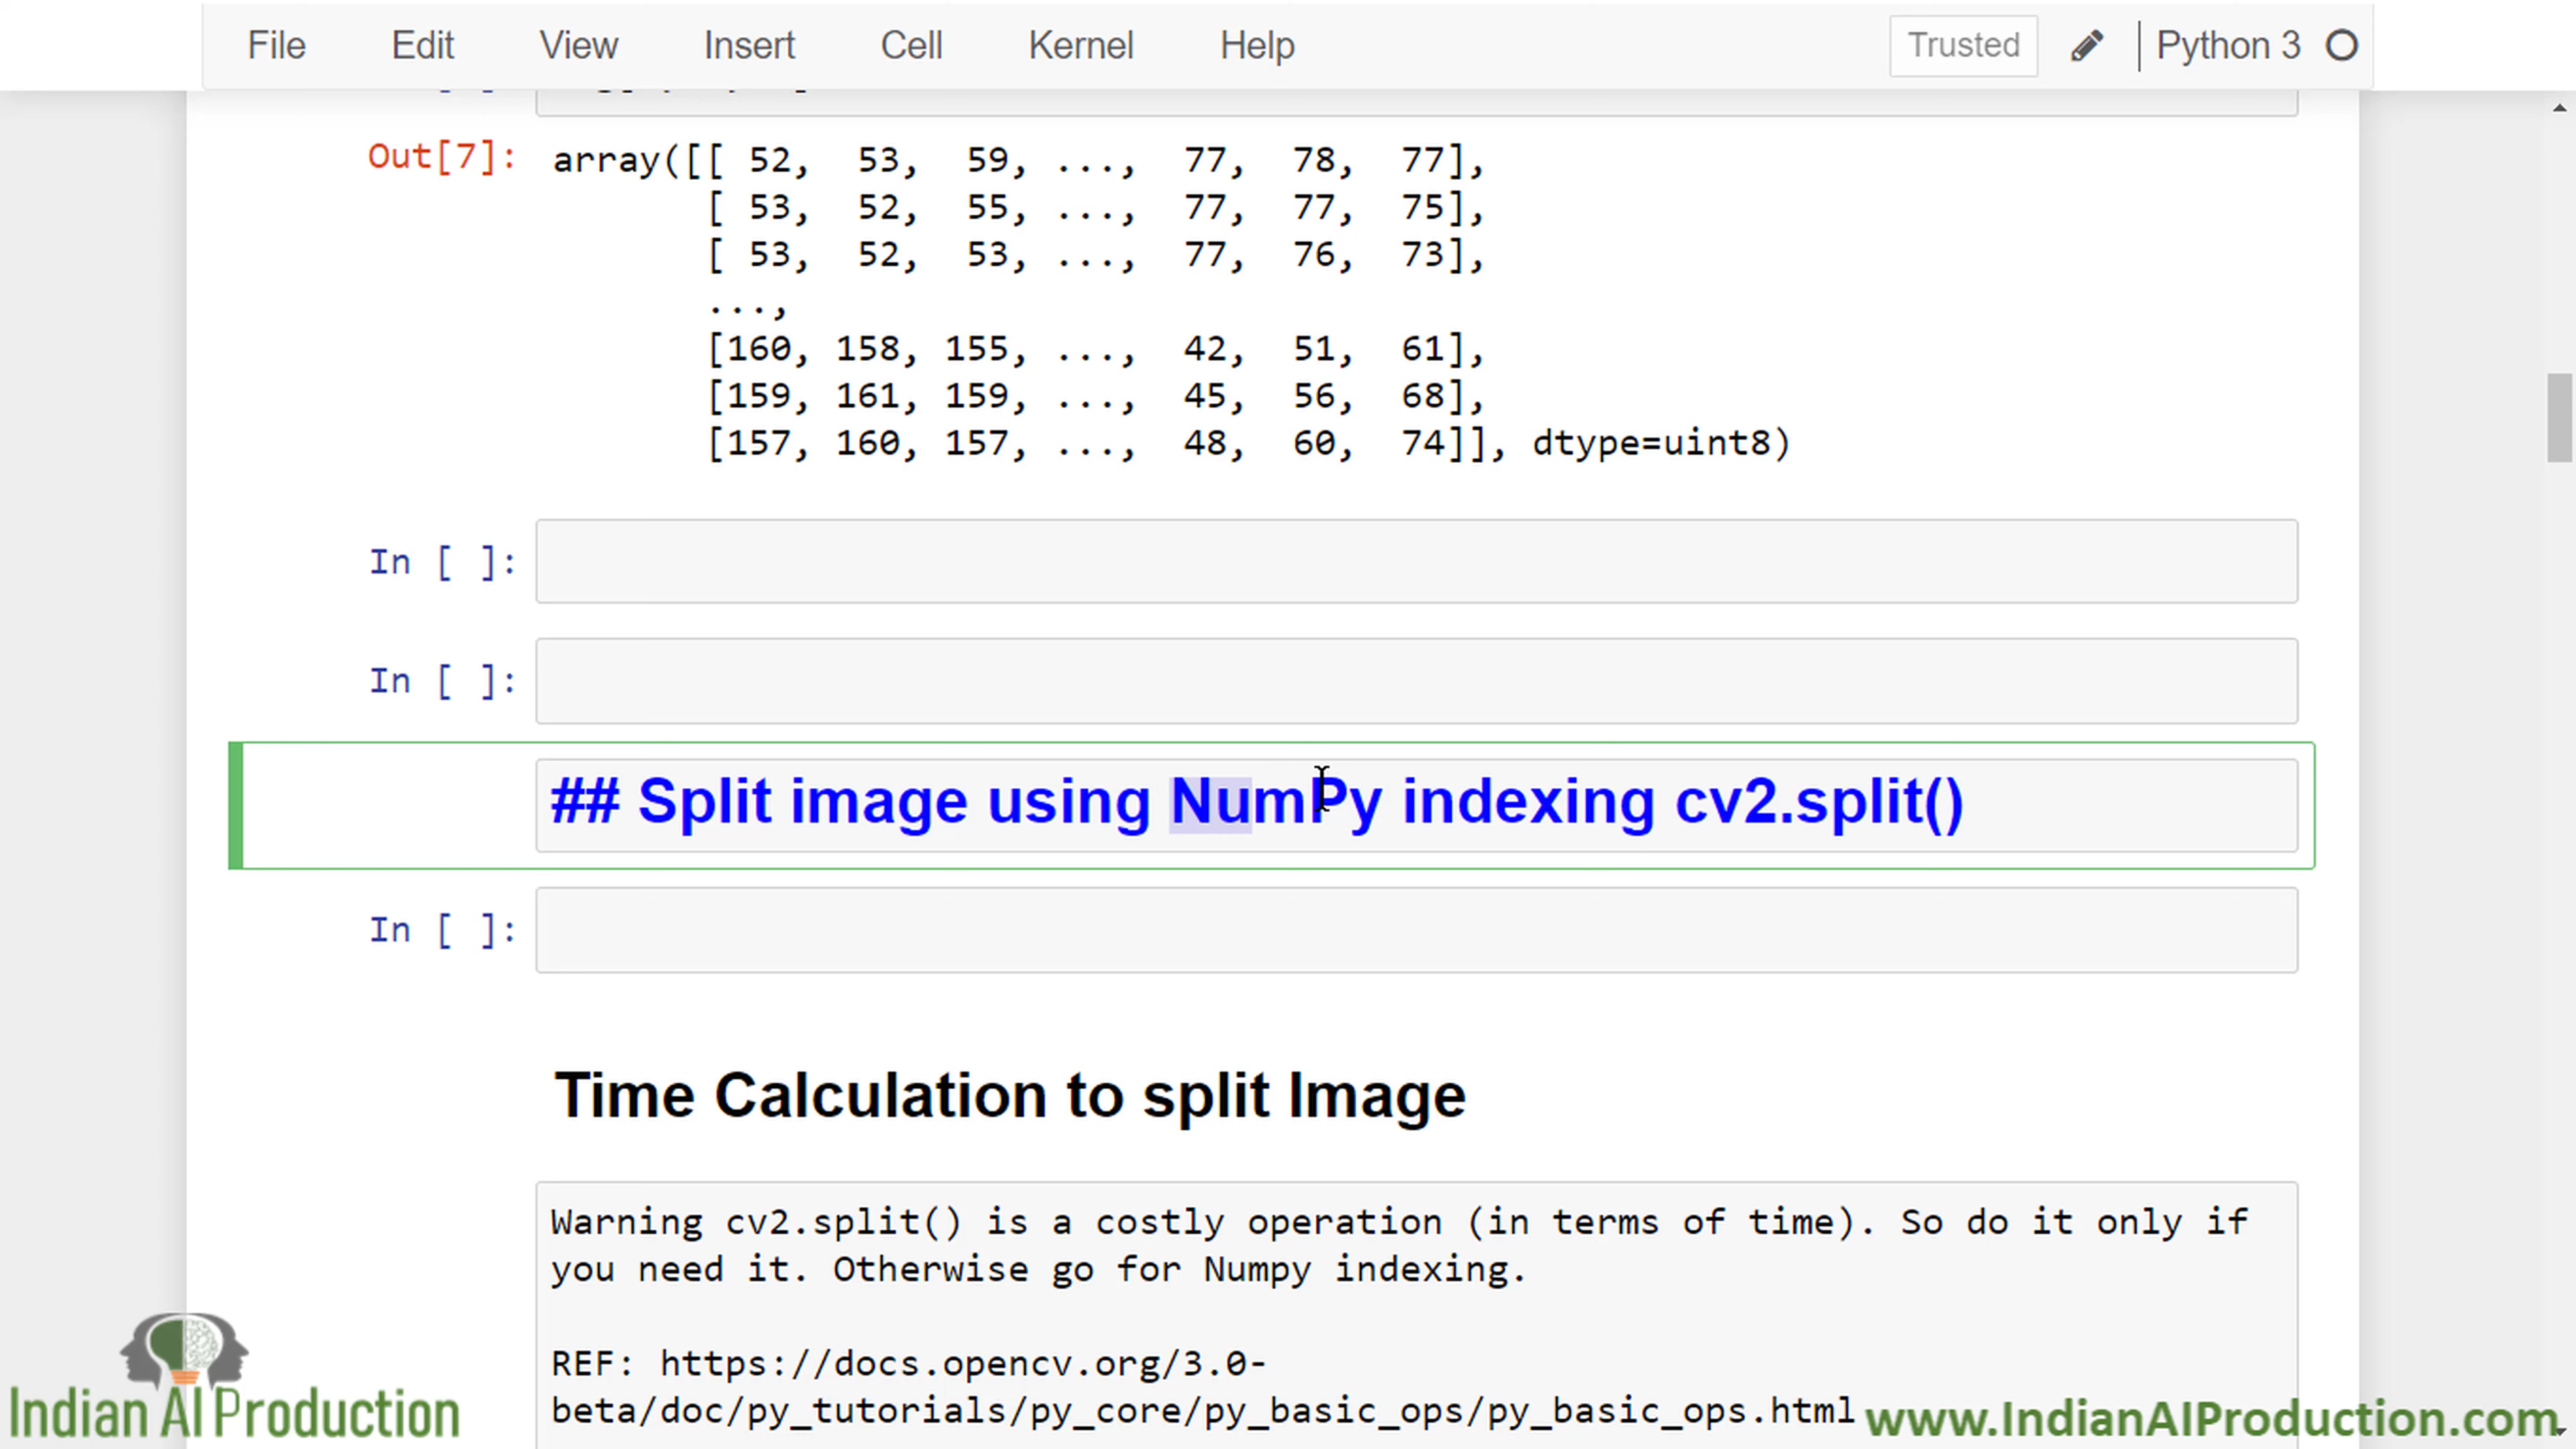 File Edit View Insert Cell Kernel Help Trusted Python 3
Out[7]: array([[ 52, 53, 59, ..., 77, 78, 77],
[ 53, 52, 55, ..., 77, 77, 75],
[ 53, 52, 53, ..., 77, 76, 73],
...,
[160, 158, 155, ..., 42, 51, 61],
[159, 161, 159, ..., 45, 56, 68],
[157, 160, 157, ..., 48, 60, 74]], dtype=uint8)
In [ ]:
In [ ]:
## Split image using NumPy indexing cv2.split()
In [ ]:
Time Calculation to split Image
Warning cv2.split() is a costly operation (in terms of time). So do it only if
you need it. Otherwise go for Numpy indexing.
REF: https://docs.opencv.org/3.0-
beta/doc/py_tutorials/py_core/py_basic_ops/py_basic_ops.html
Indian AI Production
www.IndianAIProduction.com